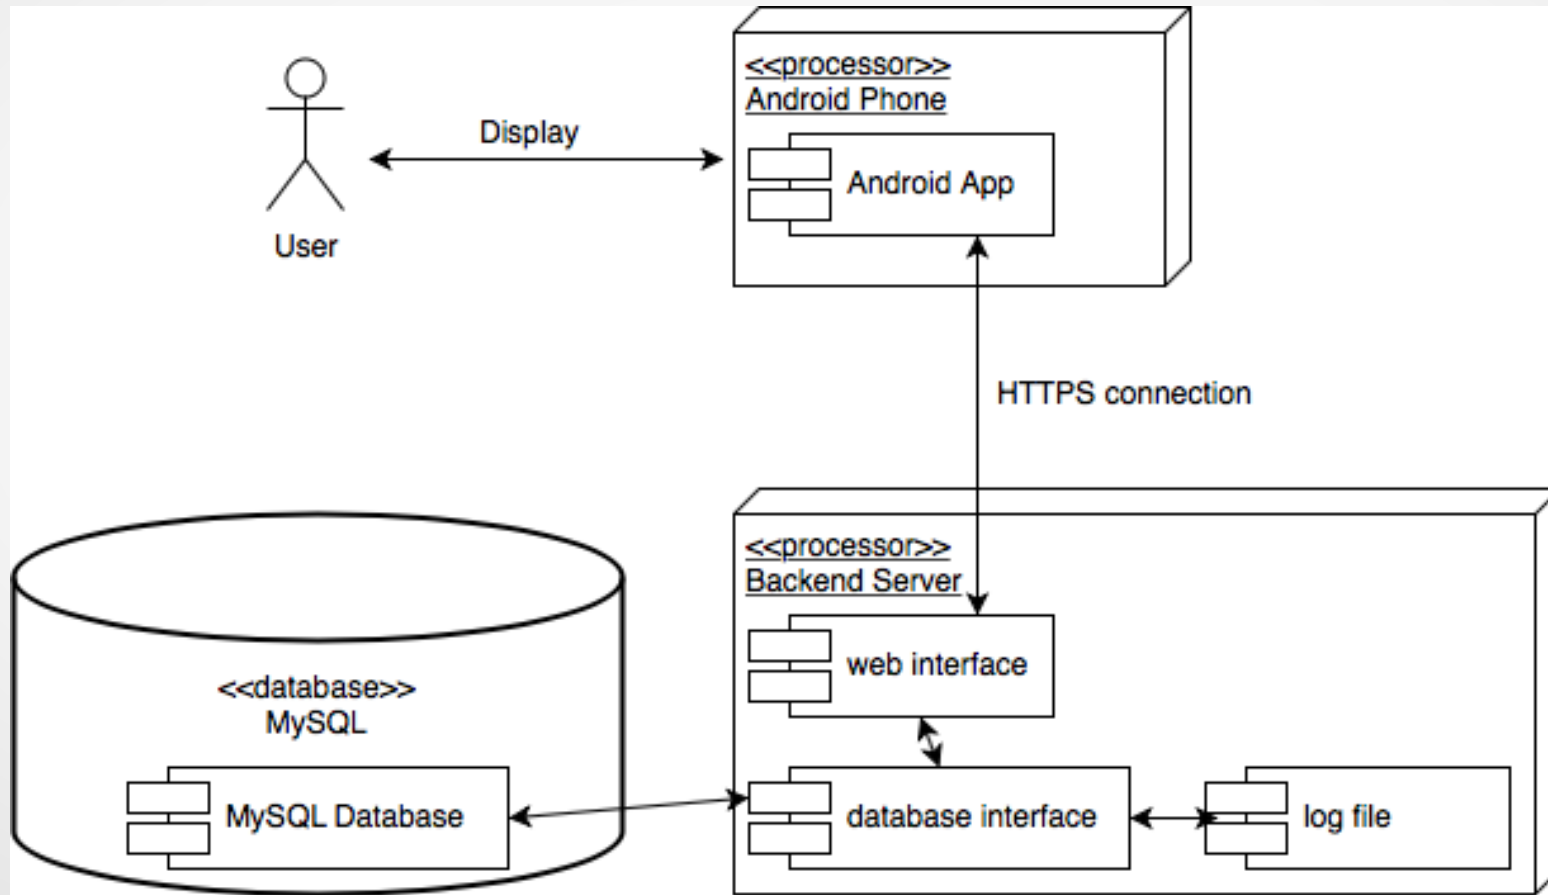 <<processor>>
Android Phone
Display
Android App
User
HTTPS connection
<<processor>>
Backend Server
web interface
<<database>>
MySQL
MySQL Database
database interface
log file